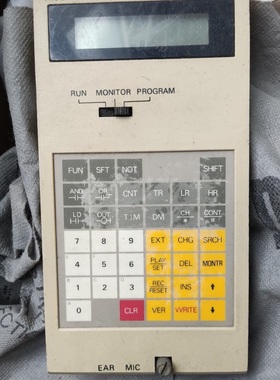 RUN MONITOR PROGRAM
FUN SFT NOT SHIFT
AND OR CNT TR LR HR
LD OUT TIM DM CH CONT
7 8 9 EXT CHG SRCH
4 5 6 PLAY SET DEL MONTR
1 2 3 REC RESET INS ↑
0 CLR VER WRITE ↓
EAR MIC